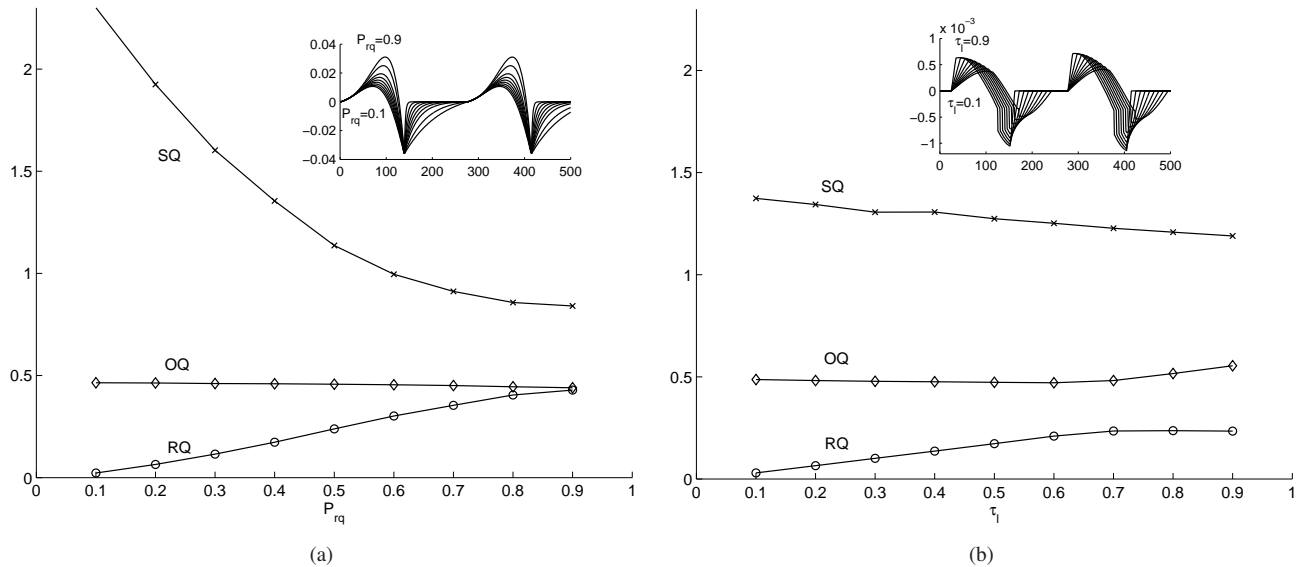 2
1.5
1
0.5
0
0 0.1 0.2 0.3 0.4 0.5 0.6 0.7 0.8 0.9 1
P_rq
SQ
OQ
RQ
0.04
0.02
0
−0.02
−0.04
0 100 200 300 400 500
P_rq=0.9
P_rq=0.1
(a)
2
1.5
1
0.5
0
0 0.1 0.2 0.3 0.4 0.5 0.6 0.7 0.8 0.9 1
τ_l
SQ
OQ
RQ
x 10⁻³
1
0.5
0
−0.5
−1
0 100 200 300 400 500
τ_l=0.9
τ_l=0.1
(b)